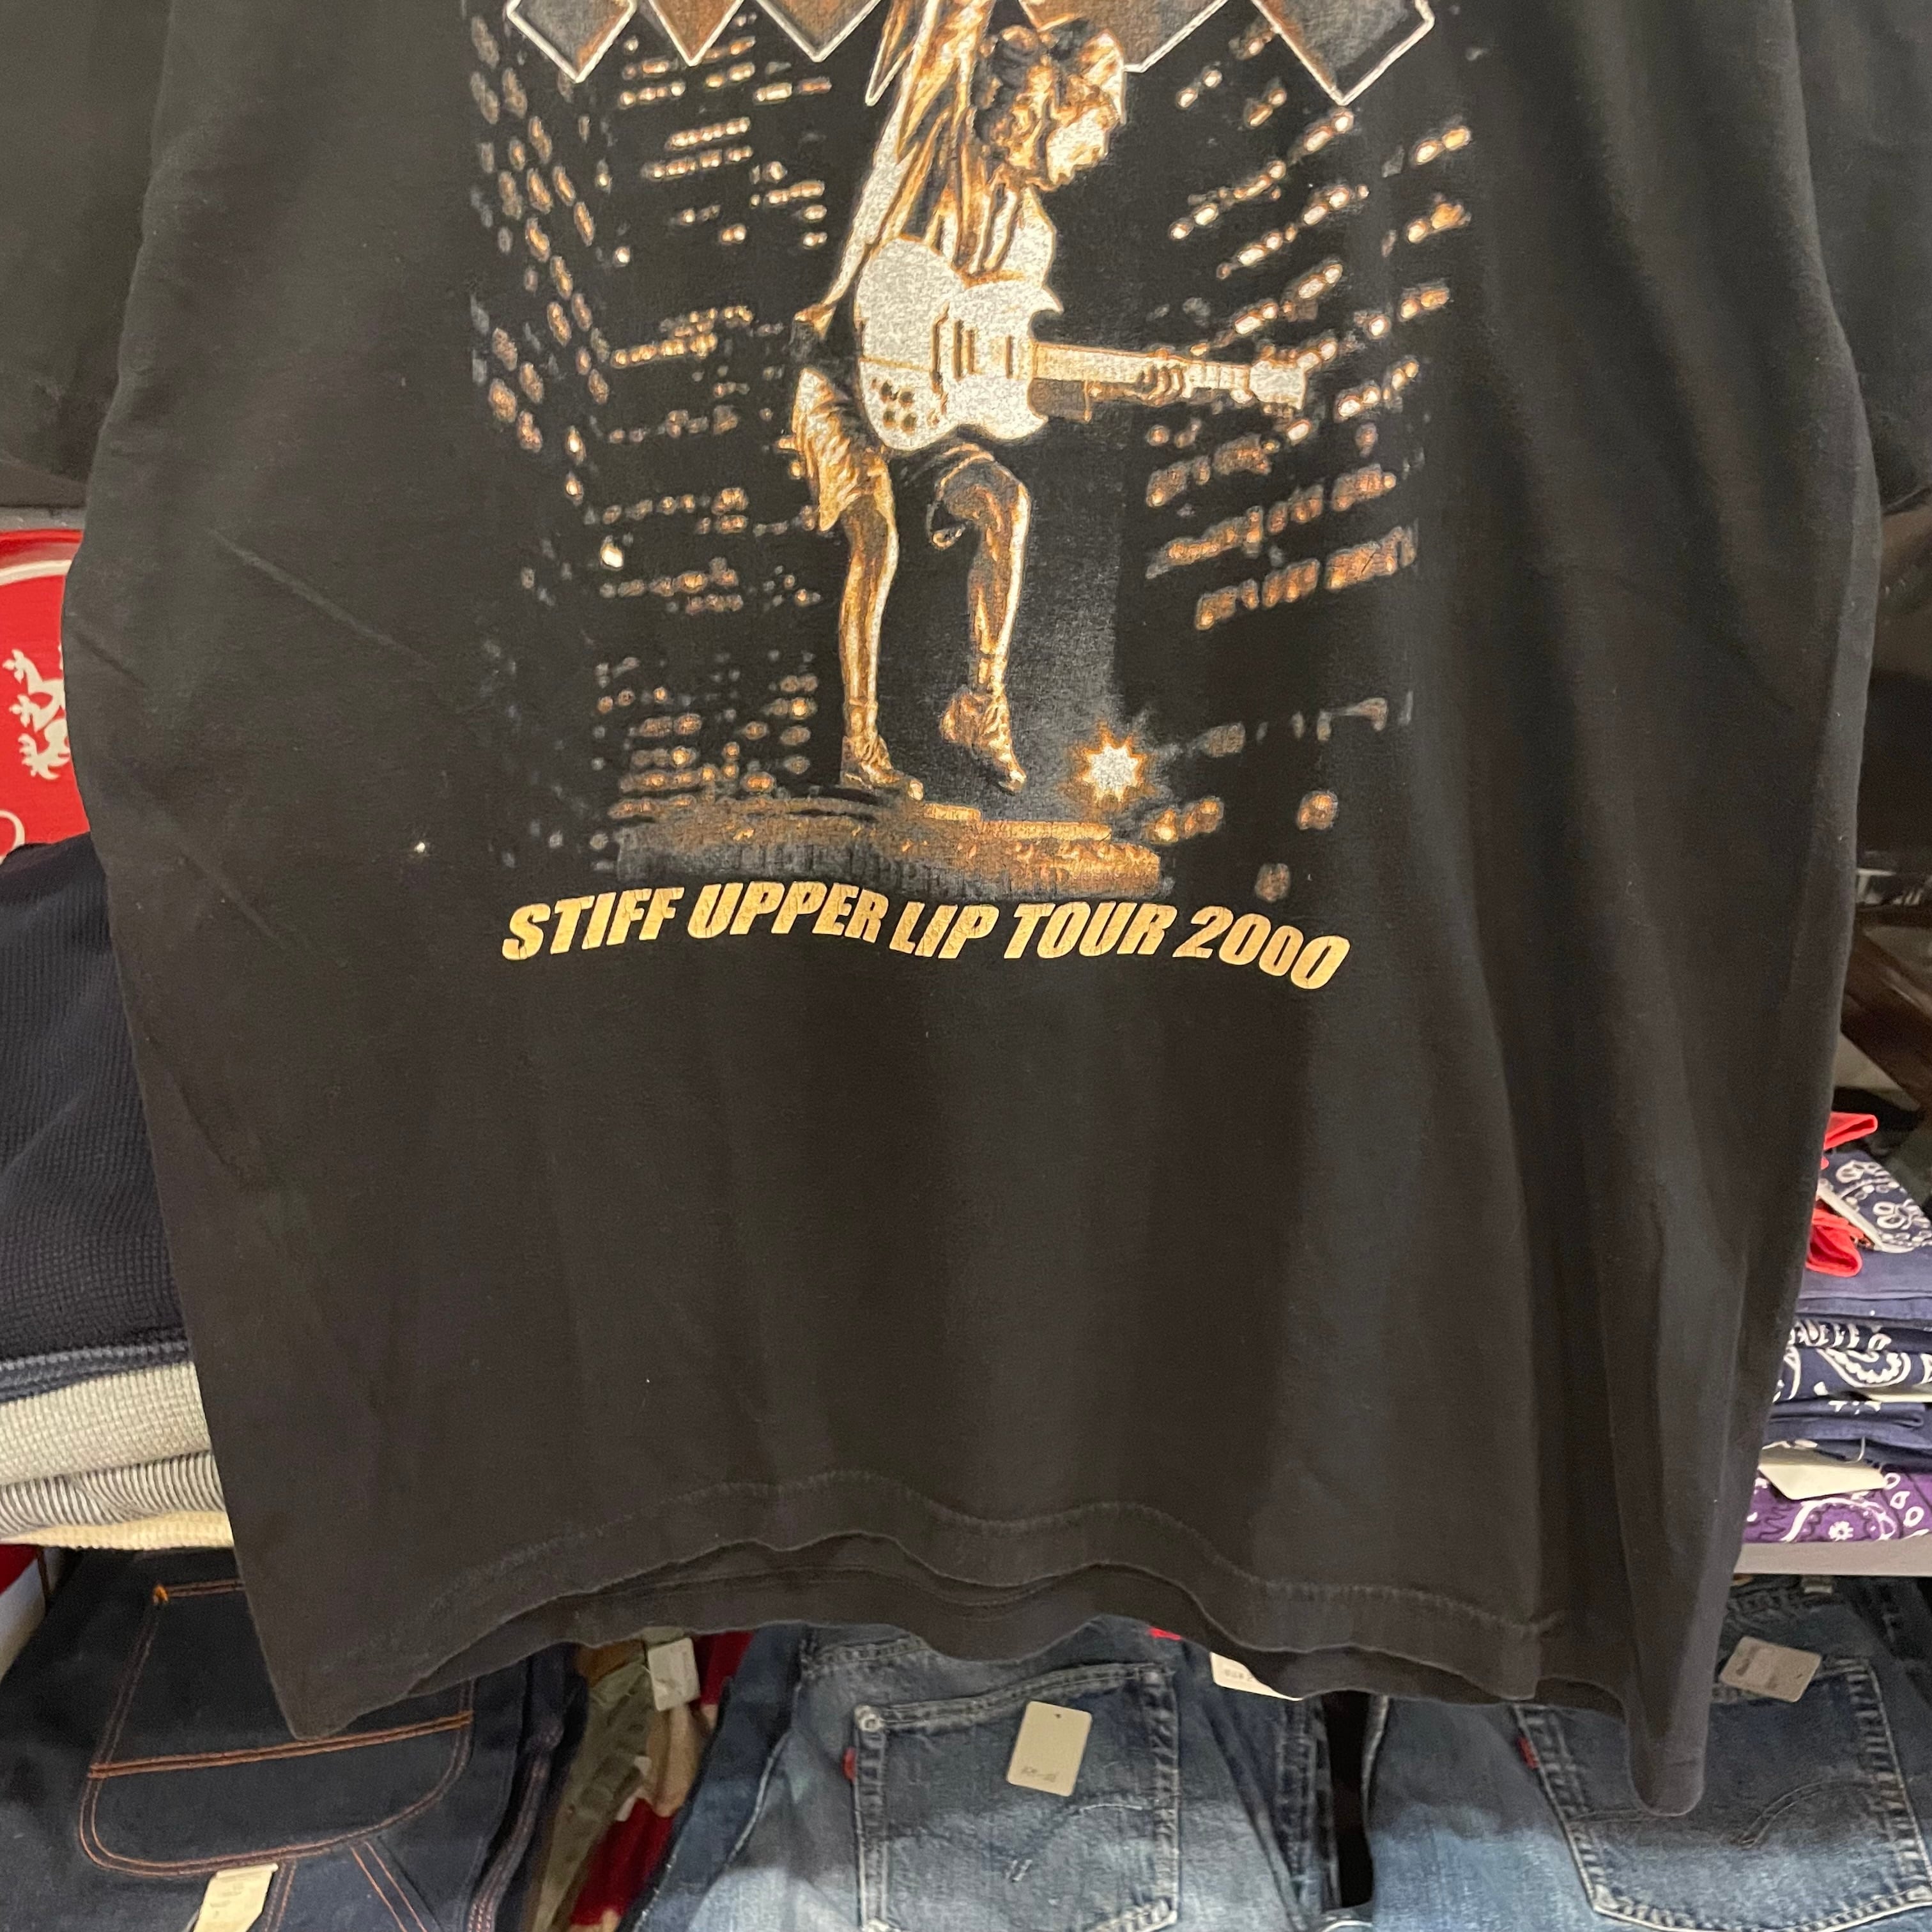 STIFF UPPER LIP TOUR 2000